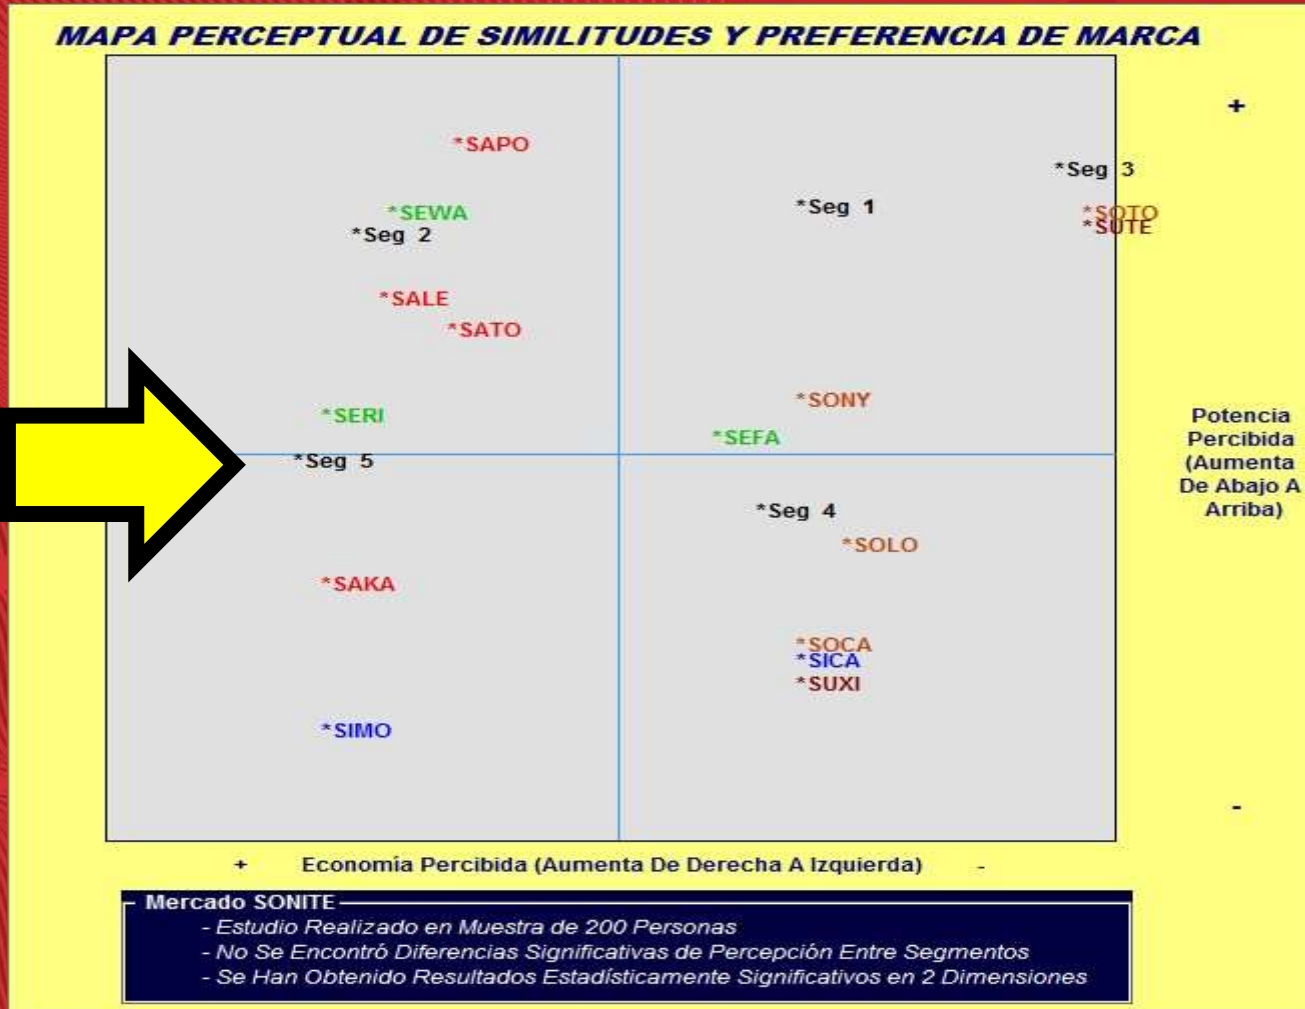 MAPA PERCEPTUAL DE SIMILITUDES Y PREFERENCIA DE MARCA
+
*SAPO
*Seg 3
*Seg 1
*SEWA
*SOTO
*SUTE
*Seg 2
*SALE
*SATO
*SONY
*SERI
*SEFA
Potencia
Percibida
(Aumenta
De Abajo A
Arriba)
*Seg 5
*Seg 4
*SOLO
*SAKA
*SOCA
*SICA
*SUXI
*SIMO
-
+ Economía Percibida (Aumenta De Derecha A Izquierda) -
Mercado SONITE
- Estudio Realizado en Muestra de 200 Personas
- No Se Encontró Diferencias Significativas de Percepción Entre Segmentos
- Se Han Obtenido Resultados Estadísticamente Significativos en 2 Dimensiones